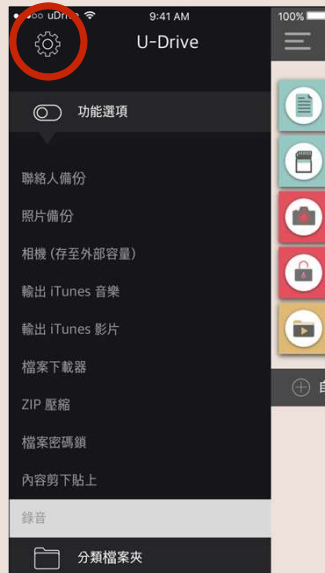 uDrive 9:41 AM 100%
U-Drive
功能選項
聯絡人備份
照片備份
相機 (存至外部容量)
輸出 iTunes 音樂
輸出 iTunes 影片
檔案下載器
ZIP 壓縮
檔案密碼鎖
自
內容剪下貼上
錄音
分類檔案夾